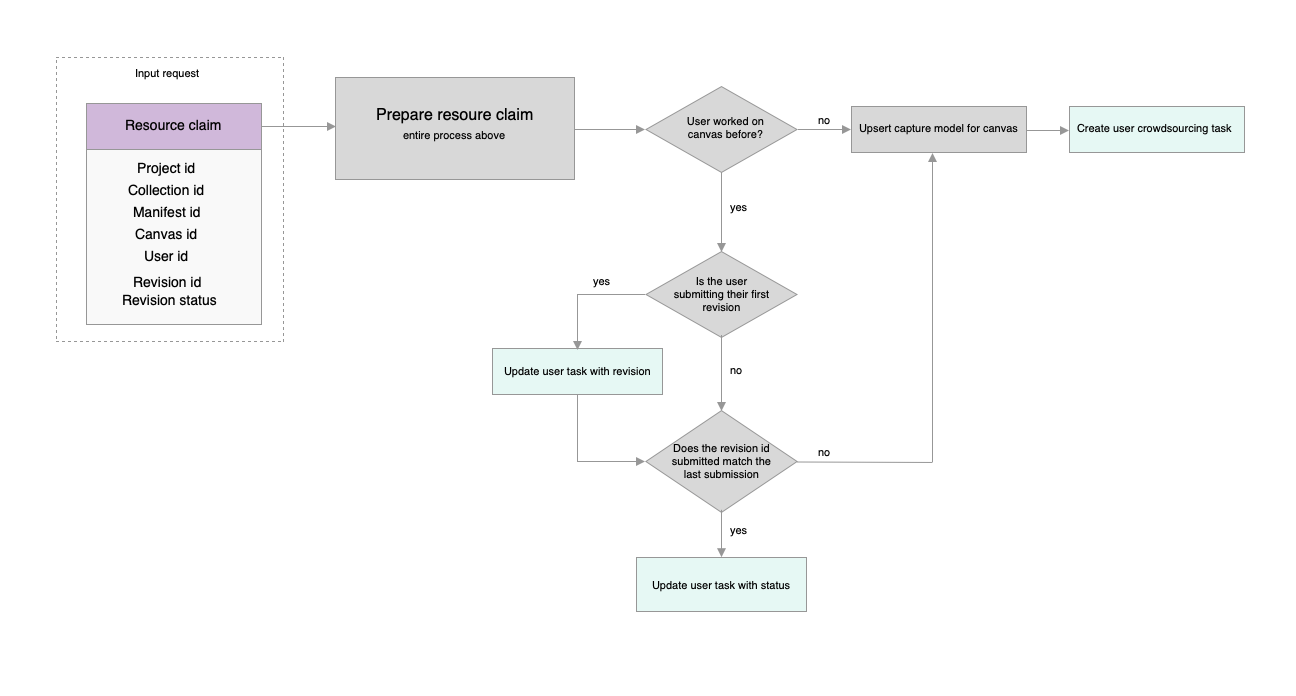 Input request
Resource claim
Project id
Collection id
Manifest id
Canvas id
User id
Revision id
Revision status
Prepare resoure claim
entire process above
User worked on
canvas before?
no
Upsert capture model for canvas
Create user crowdsourcing task
yes
Is the user
submitting their first
revision
yes
Update user task with revision
no
Does the revision id
submitted match the
last submission
no
yes
Update user task with status